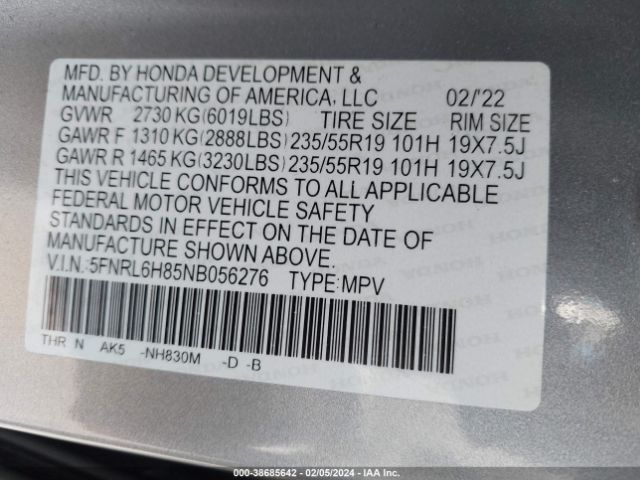 MFD. BY HONDA DEVELOPMENT &
MANUFACTURING OF AMERICA, LLC 02/'22
GVWR 2730 KG(6019LBS) TIRE SIZE RIM SIZE
GAWR F 1310 KG(2888LBS) 235/55R19 101H 19X7.5J
GAWR R 1465 KG(3230LBS) 235/55R19 101H 19X7.5J
THIS VEHICLE CONFORMS TO ALL APPLICABLE
FEDERAL MOTOR VEHICLE SAFETY
STANDARDS IN EFFECT ON THE DATE OF
MANUFACTURE SHOWN ABOVE.
V.I.N.:5FNRL6H85NB056276 TYPE:MPV
THR N AK5 -NH830M -D -B
000-38685642 - 02/05/2024 - IAA Inc.